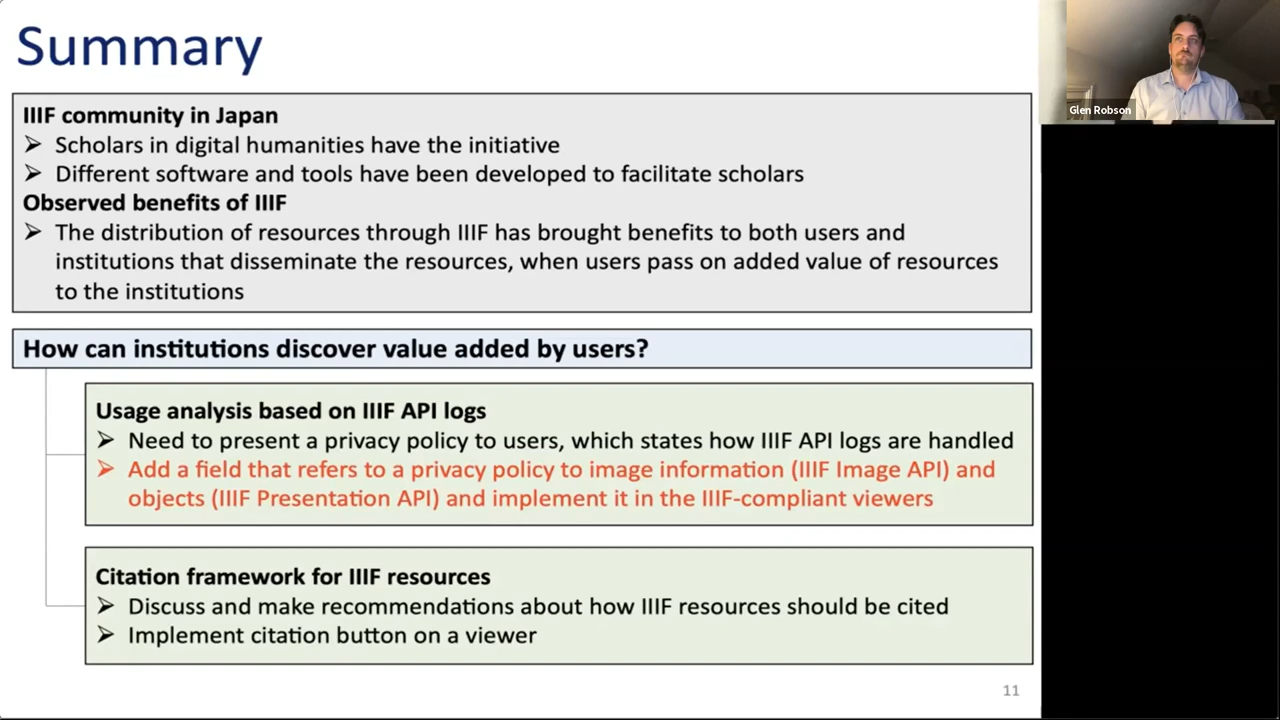 Summary
IIIF community in Japan
➢ Scholars in digital humanities have the initiative
➢ Different software and tools have been developed to facilitate scholars
Observed benefits of IIIF
➢ The distribution of resources through IIIF has brought benefits to both users and
institutions that disseminate the resources, when users pass on added value of resources
to the institutions
How can institutions discover value added by users?
Usage analysis based on IIIF API logs
➢ Need to present a privacy policy to users, which states how IIIF API logs are handled
➢ Add a field that refers to a privacy policy to image information (IIIF Image API) and
objects (IIIF Presentation API) and implement it in the IIIF-compliant viewers
Citation framework for IIIF resources
➢ Discuss and make recommendations about how IIIF resources should be cited
➢ Implement citation button on a viewer
11
Glen Robson